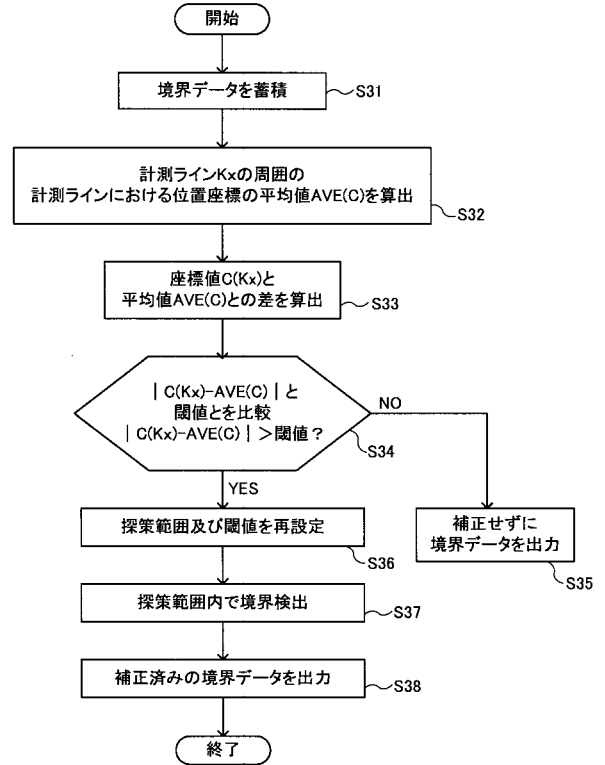 開始
境界データを蓄積
S31
計測ラインKxの周囲の
計測ラインにおける位置座標の平均値AVE(C)を算出
S32
座標値C(Kx)と
平均値AVE(C)との差を算出
S33
|C(Kx)-AVE(C)|と
閾値とを比較
|C(Kx)-AVE(C)|>閾値?
S34
NO
YES
補正せずに
境界データを出力
S35
探策範囲及び閾値を再設定
S36
探策範囲内で境界検出
S37
補正済みの境界データを出力
S38
終了